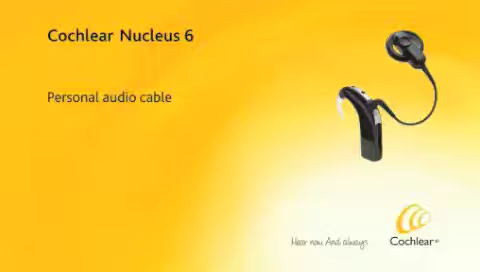 Cochlear Nucleus 6
Personal audio cable
Hear now. And always
Cochlear®